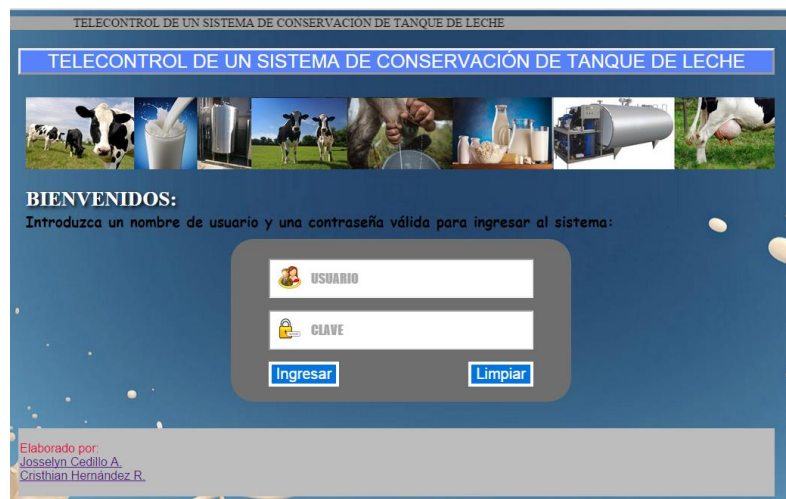 TELECONTROL DE UN SISTEMA DE CONSERVACIÓN DE TANQUE DE LECHE
TELECONTROL DE UN SISTEMA DE CONSERVACIÓN DE TANQUE DE LECHE
BIENVENIDOS:
Introduzca un nombre de usuario y una contraseña válida para ingresar al sistema:
USUARIO
CLAVE
Ingresar Limpiar
Elaborado por:
Josselyn Cedillo A.
Cristhian Hernández R.